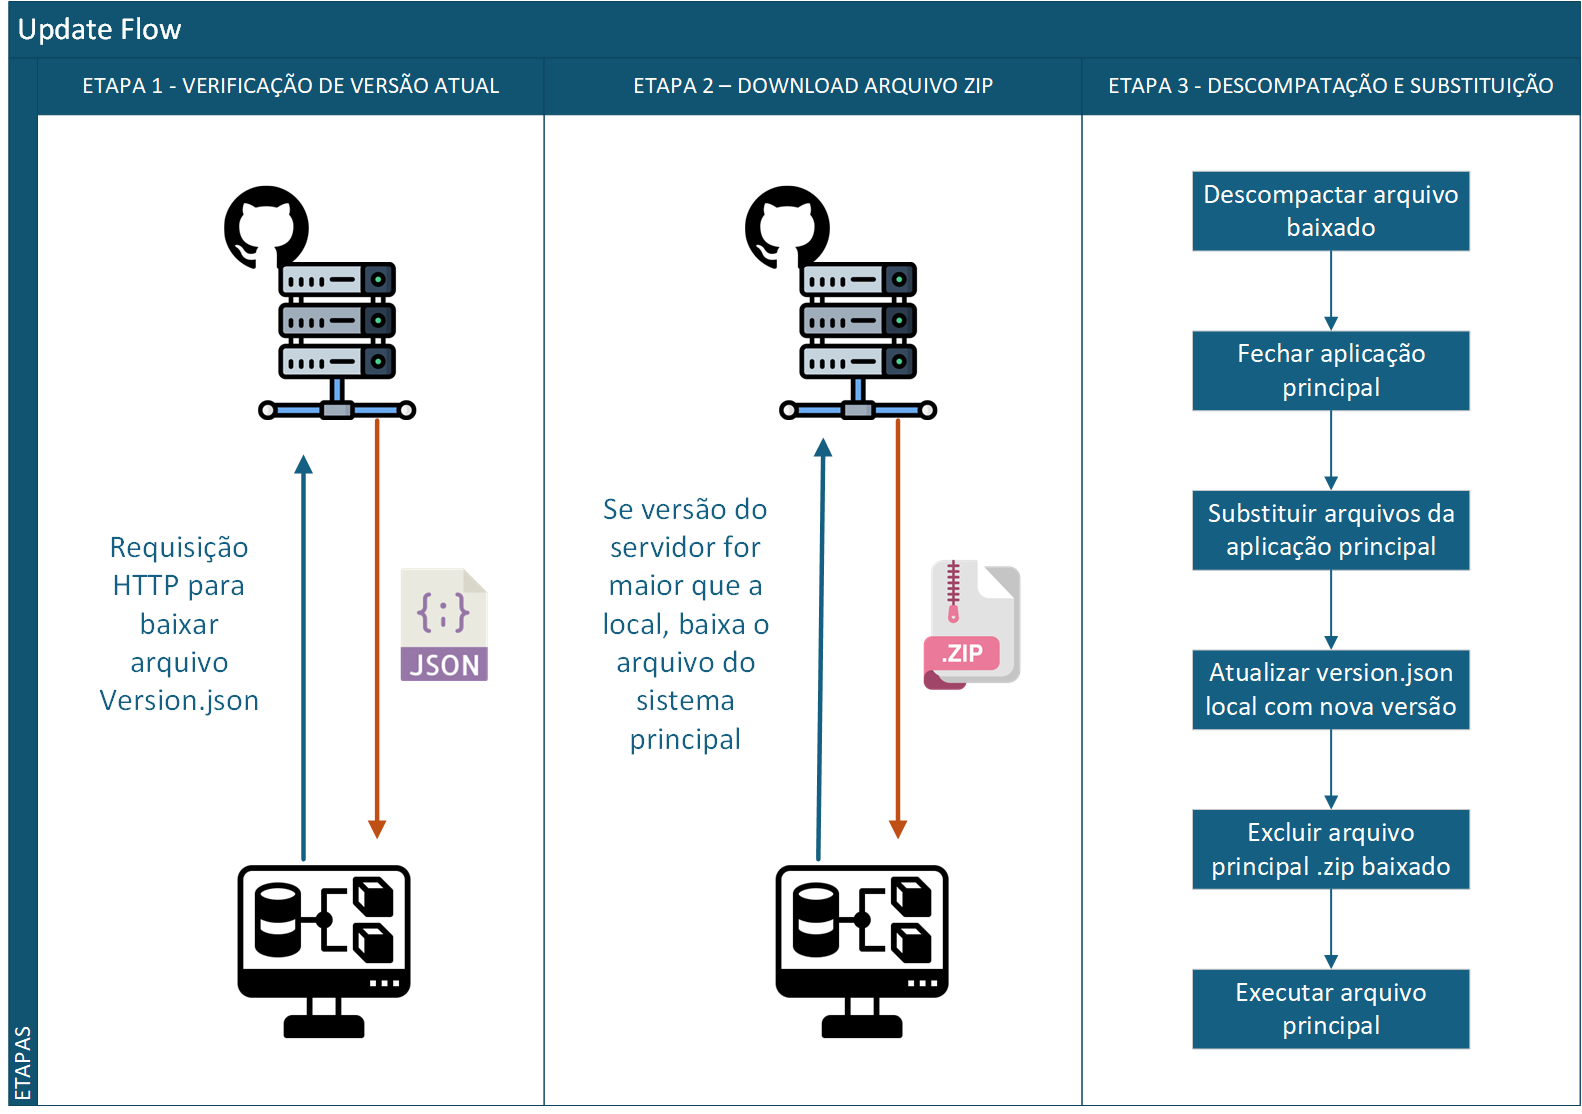 Update Flow
ETAPA 1 - VERIFICAÇÃO DE VERSÃO ATUAL
ETAPA 2 – DOWNLOAD ARQUIVO ZIP
ETAPA 3 - DESCOMPATAÇÃO E SUBSTITUIÇÃO
ETAPAS
Requisição
HTTP para
baixar
arquivo
Version.json
{;}
JSON
Se versão do
servidor for
maior que a
local, baixa o
arquivo do
sistema
principal
.ZIP
Descompactar arquivo
baixado
Fechar aplicação
principal
Substituir arquivos da
aplicação principal
Atualizar version.json
local com nova versão
Excluir arquivo
principal .zip baixado
Executar arquivo
principal